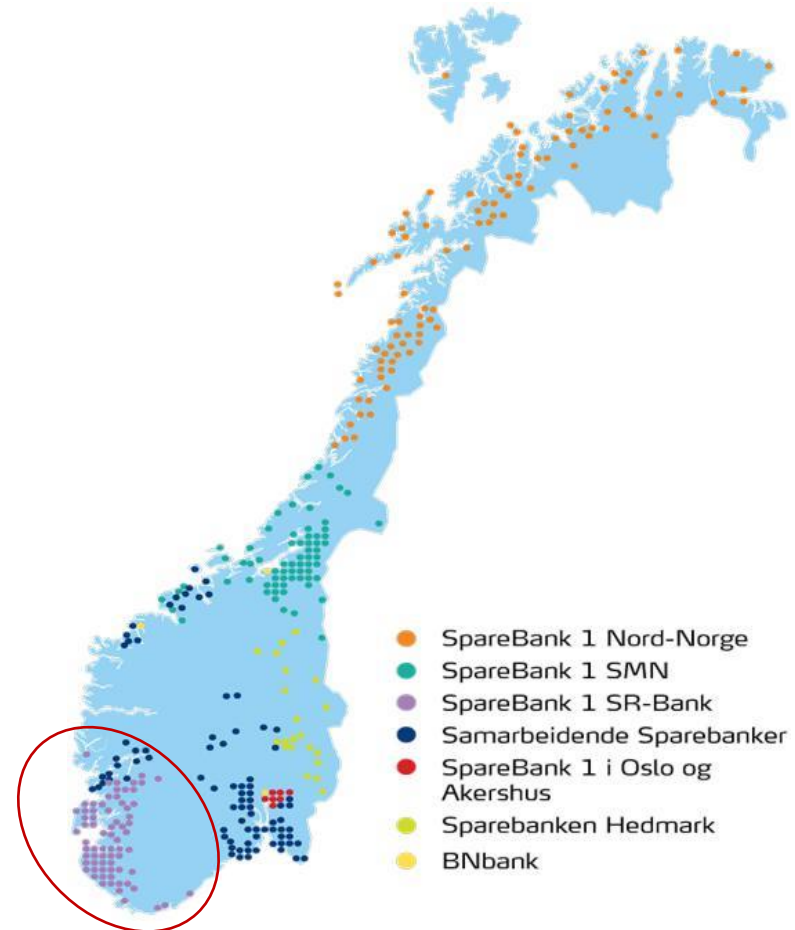 SpareBank 1 Nord-Norge
SpareBank 1 SMN
SpareBank 1 SR-Bank
Samarbeidende Sparebanker
SpareBank 1 i Oslo og
Akershus
Sparebanken Hedmark
BNbank